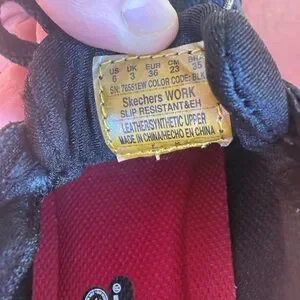 US UK EUR CM BRZ
6 3 36 23 35
SN: 76551EW COLOR CODE: BLK
Skechers WORK
SLIP RESISTANT&EH
LEATHER/SYNTHETIC UPPER
MADE IN CHINA/HECHO EN CHINA